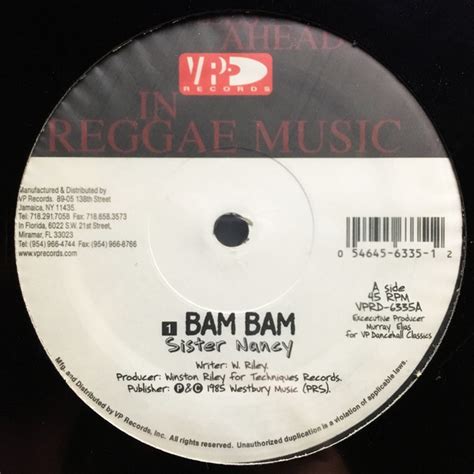 AHEAD
VP
RECORDS
IN
REGGAE MUSIC
Manufactured & Distributed by
VP Records. 89-05 138th Street
Jamaica, NY 11435.
Tel: 718.291.7058 Fax: 718.658.3573
In Florida, 6022 S.W. 21st Street,
Miramar, FL 33023
Tel: (954) 966-4744 Fax: (954) 966-8766
www.vprecords.com
0 54645-6335-1 2
A side
45 RPM
VPRD-6335A
Excecutive Producer
Murray Elias
for VP Dancehall Classics
1 BAM BAM
Sister Nancy
Writer: W. Riley.
Producer: Winston Riley for Techniques Records.
Publisher: ℗ & © 1985 Westbury Music (PRS).
Mfg. and Distributed by VP Records, Inc. All rights reserved. Unauthorized duplication is a violation of applicable laws.